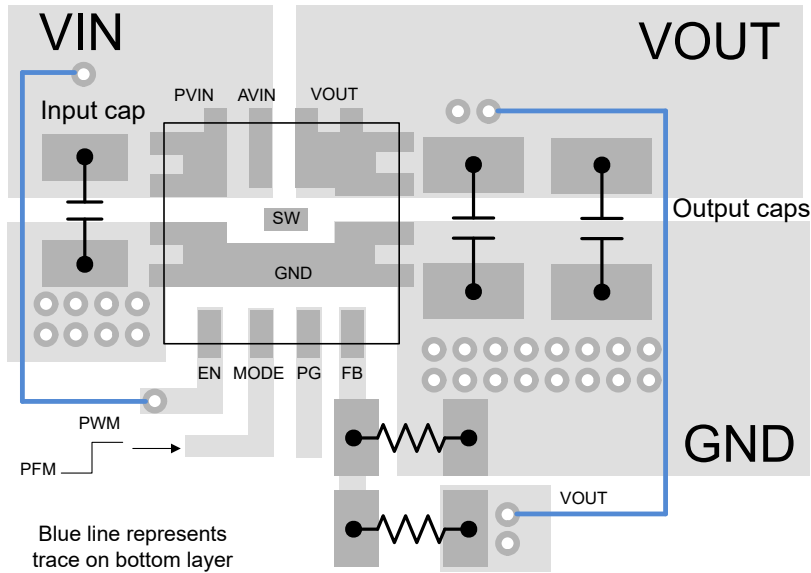 VIN
VOUT
PVIN
AVIN
VOUT
Input cap
SW
Output caps
GND
EN
MODE
PG
FB
PWM
PFM
GND
VOUT
Blue line represents
trace on bottom layer